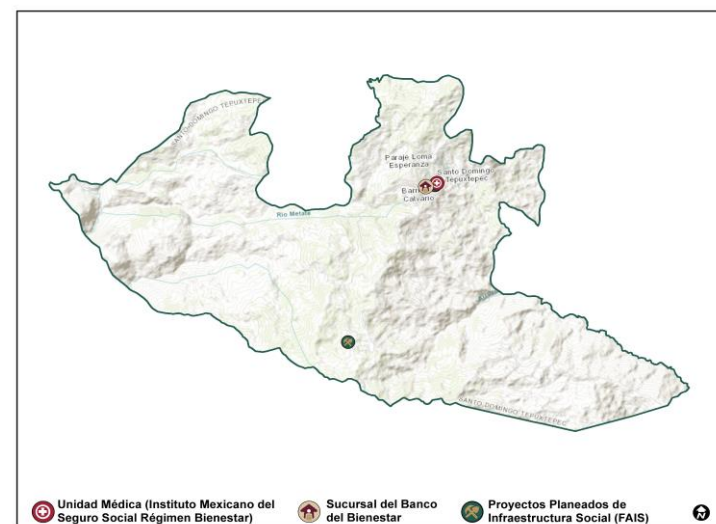 SANTO DOMINGO TEPUXTEPEC
Paraje Loma
Esperanza
Santo Domingo
Tepuxtepec
Calvario
Río Metate
SANTO DOMINGO TEPUXTEPEC
Unidad Médica (Instituto Mexicano del
Seguro Social Régimen Bienestar)
Sucursal del Banco
del Bienestar
Proyectos Planeados de
Infraestructura Social (FAIS)